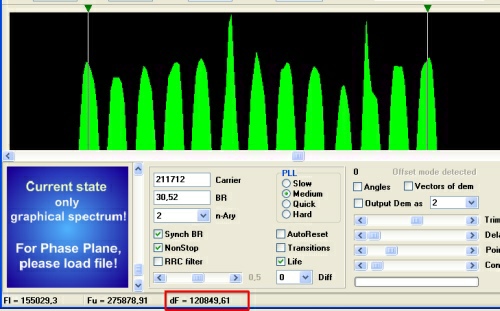 Current state
only
graphical spectrum!
For Phase Plane,
please load file!
211712 Carrier
30,52 BR
2 n-Ary
Synch BR
NonStop
RRC filter
0,5
PLL
Slow
Medium
Quick
Hard
AutoReset
Transitions
Life
0 Diff
0 Offset mode detected
Angles Vectors of dem
Output Dem as 2
Trim
Fl = 155029,3 Fu = 275878,91 dF = 120849,61